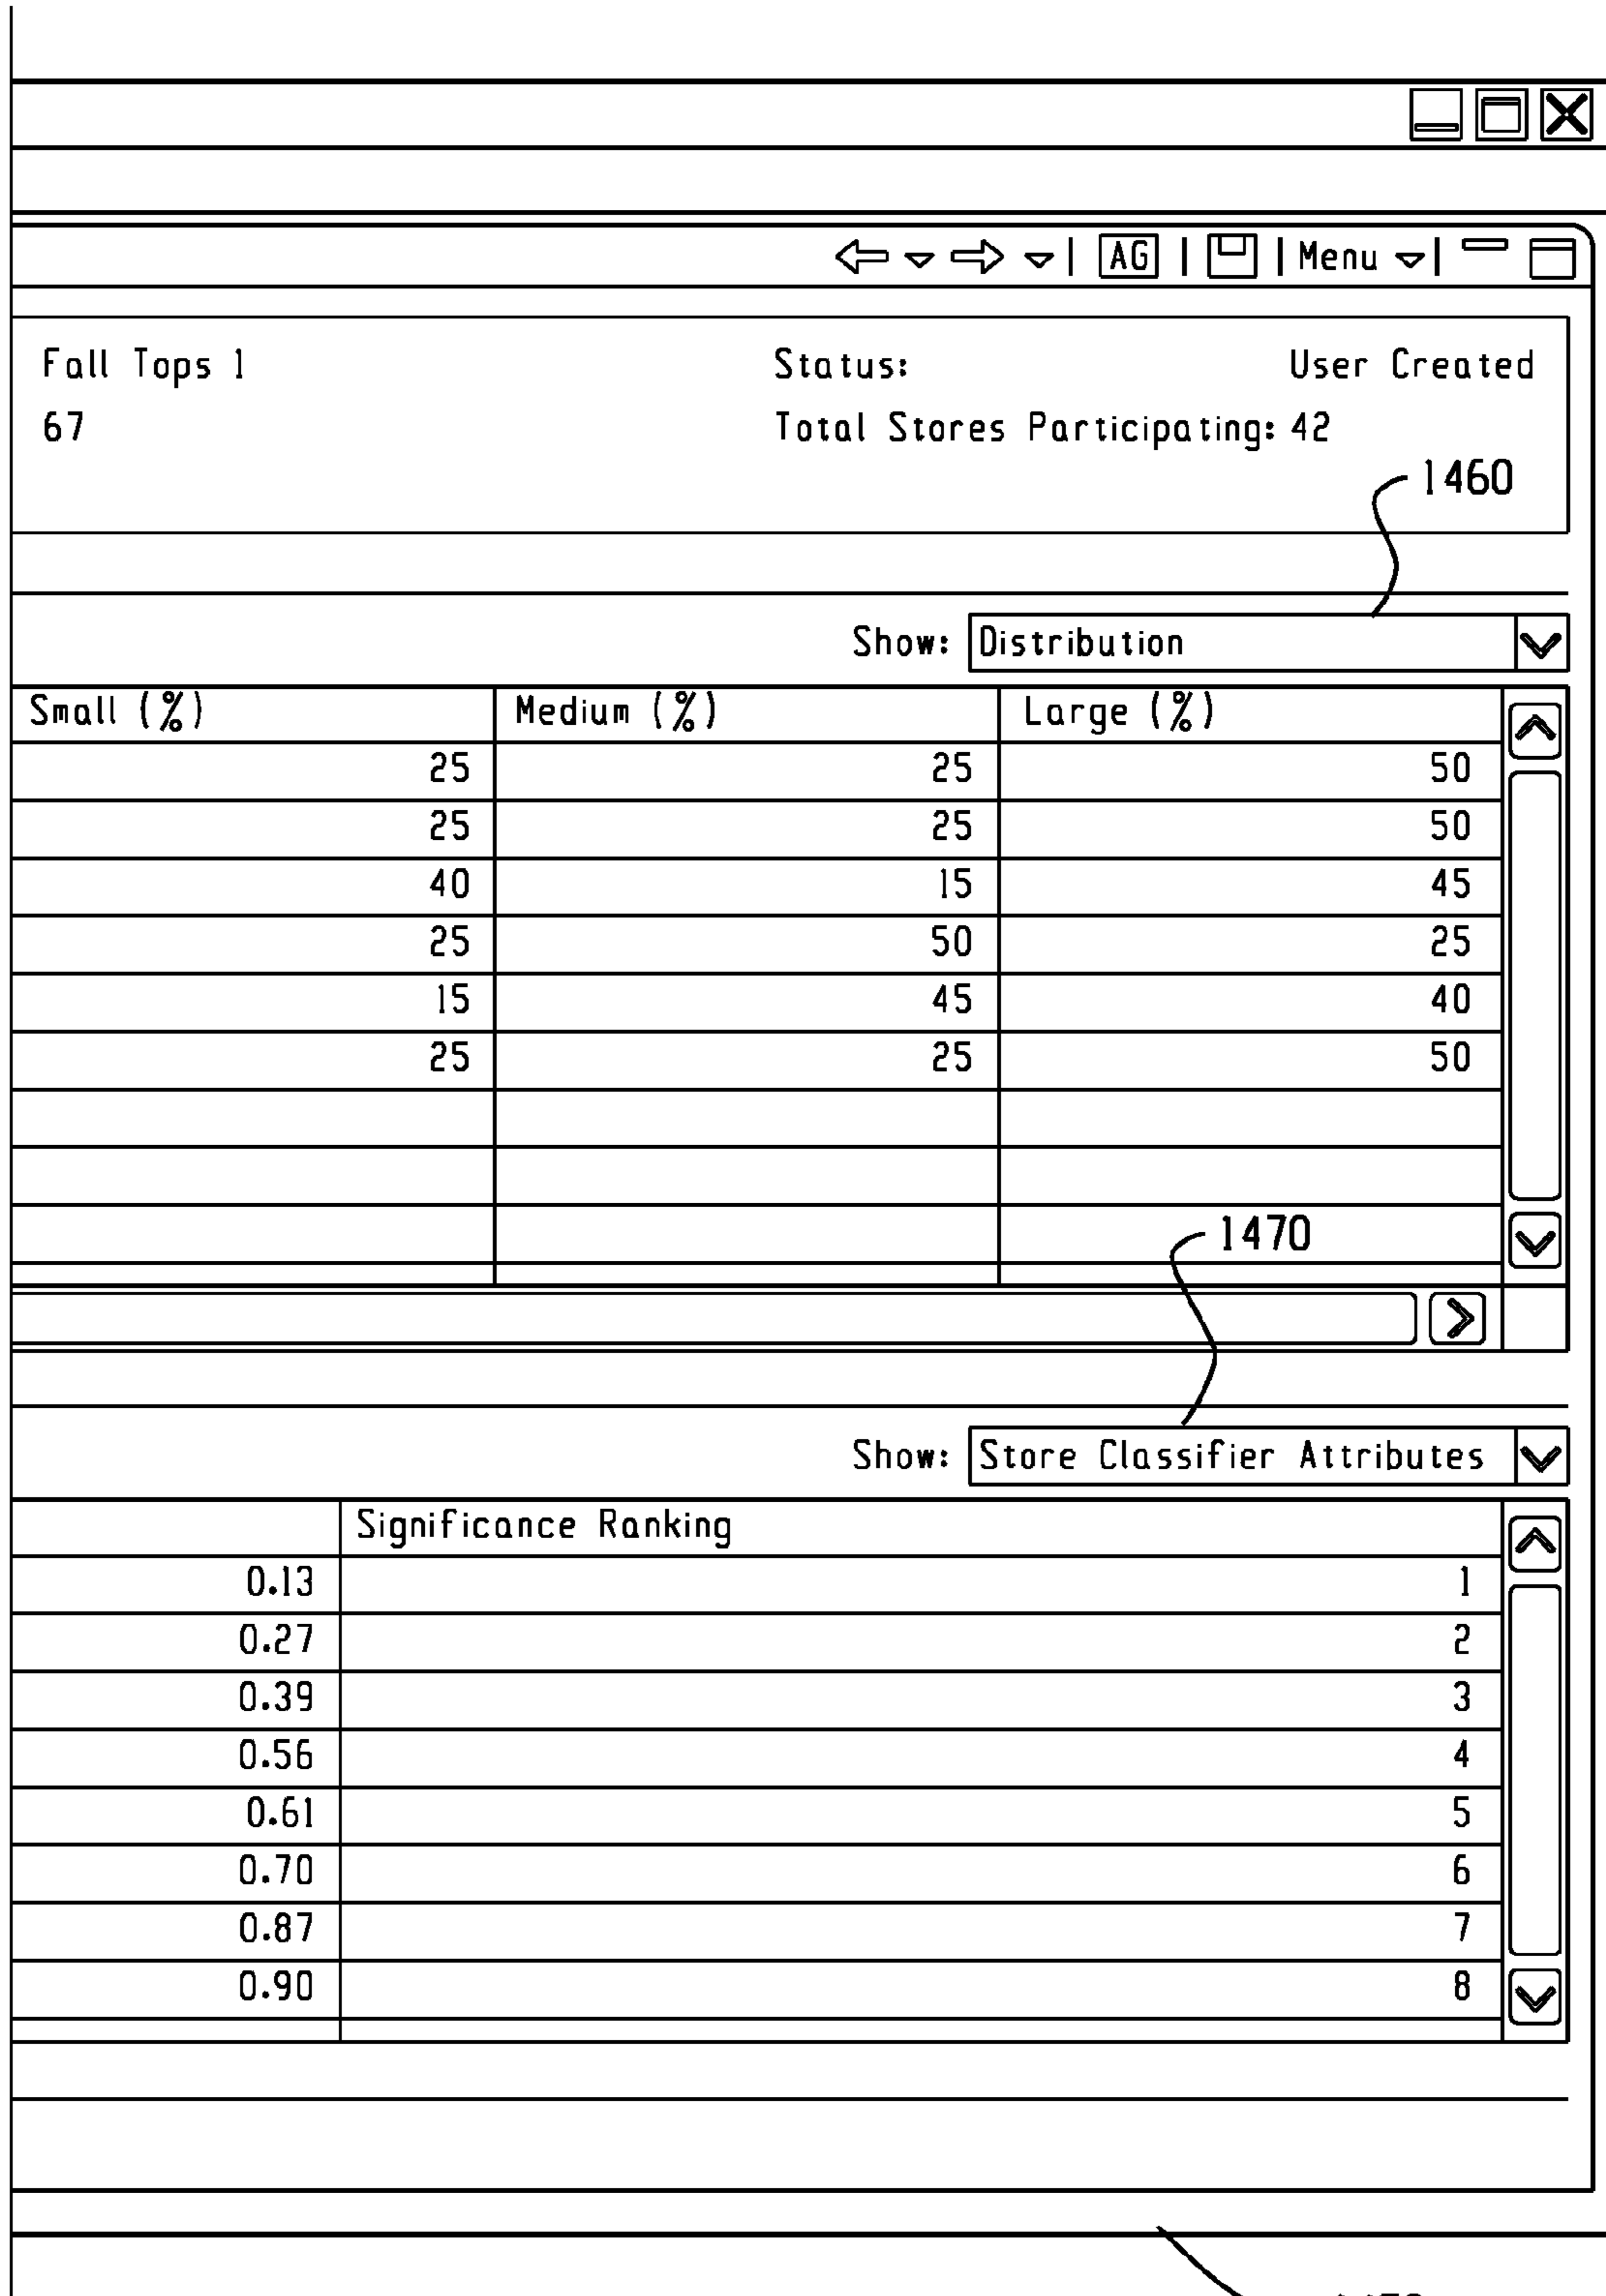 AG Menu
Fall Tops 1 Status: User Created
67 Total Stores Participating: 42
1460
Show: Distribution
Small (%) Medium (%) Large (%)
25 25 50
25 25 50
40 15 45
25 50 25
15 45 40
25 25 50
1470
Show: Store Classifier Attributes
Significance Ranking
0.13 1
0.27 2
0.39 3
0.56 4
0.61 5
0.70 6
0.87 7
0.90 8